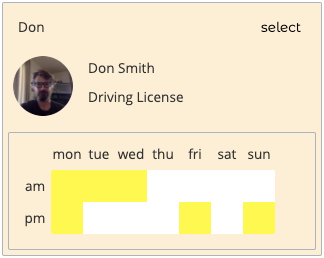 Don select
Don Smith
Driving License
mon tue wed thu fri sat sun
am
pm